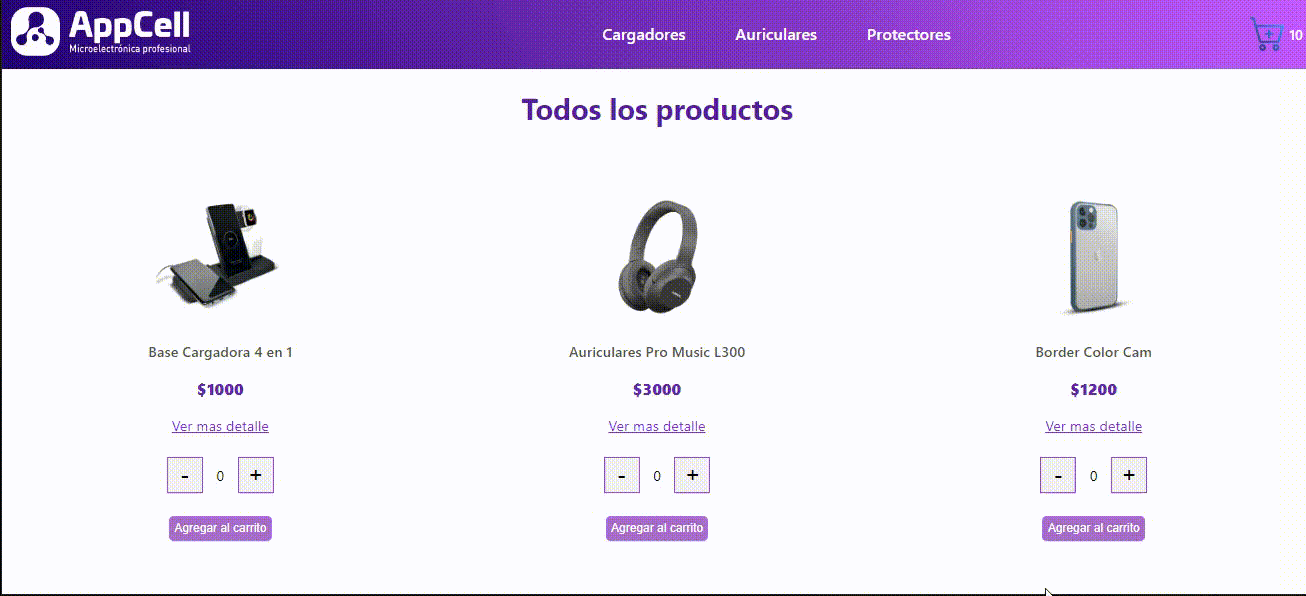 AppCell
Microelectrónica profesional
Cargadores Auriculares Protectores 10
Todos los productos
Base Cargadora 4 en 1 Auriculares Pro Music L300 Border Color Cam
$1000 $3000 $1200
Ver mas detalle Ver mas detalle Ver mas detalle
- 0 + - 0 + - 0 +
Agregar al carrito Agregar al carrito Agregar al carrito